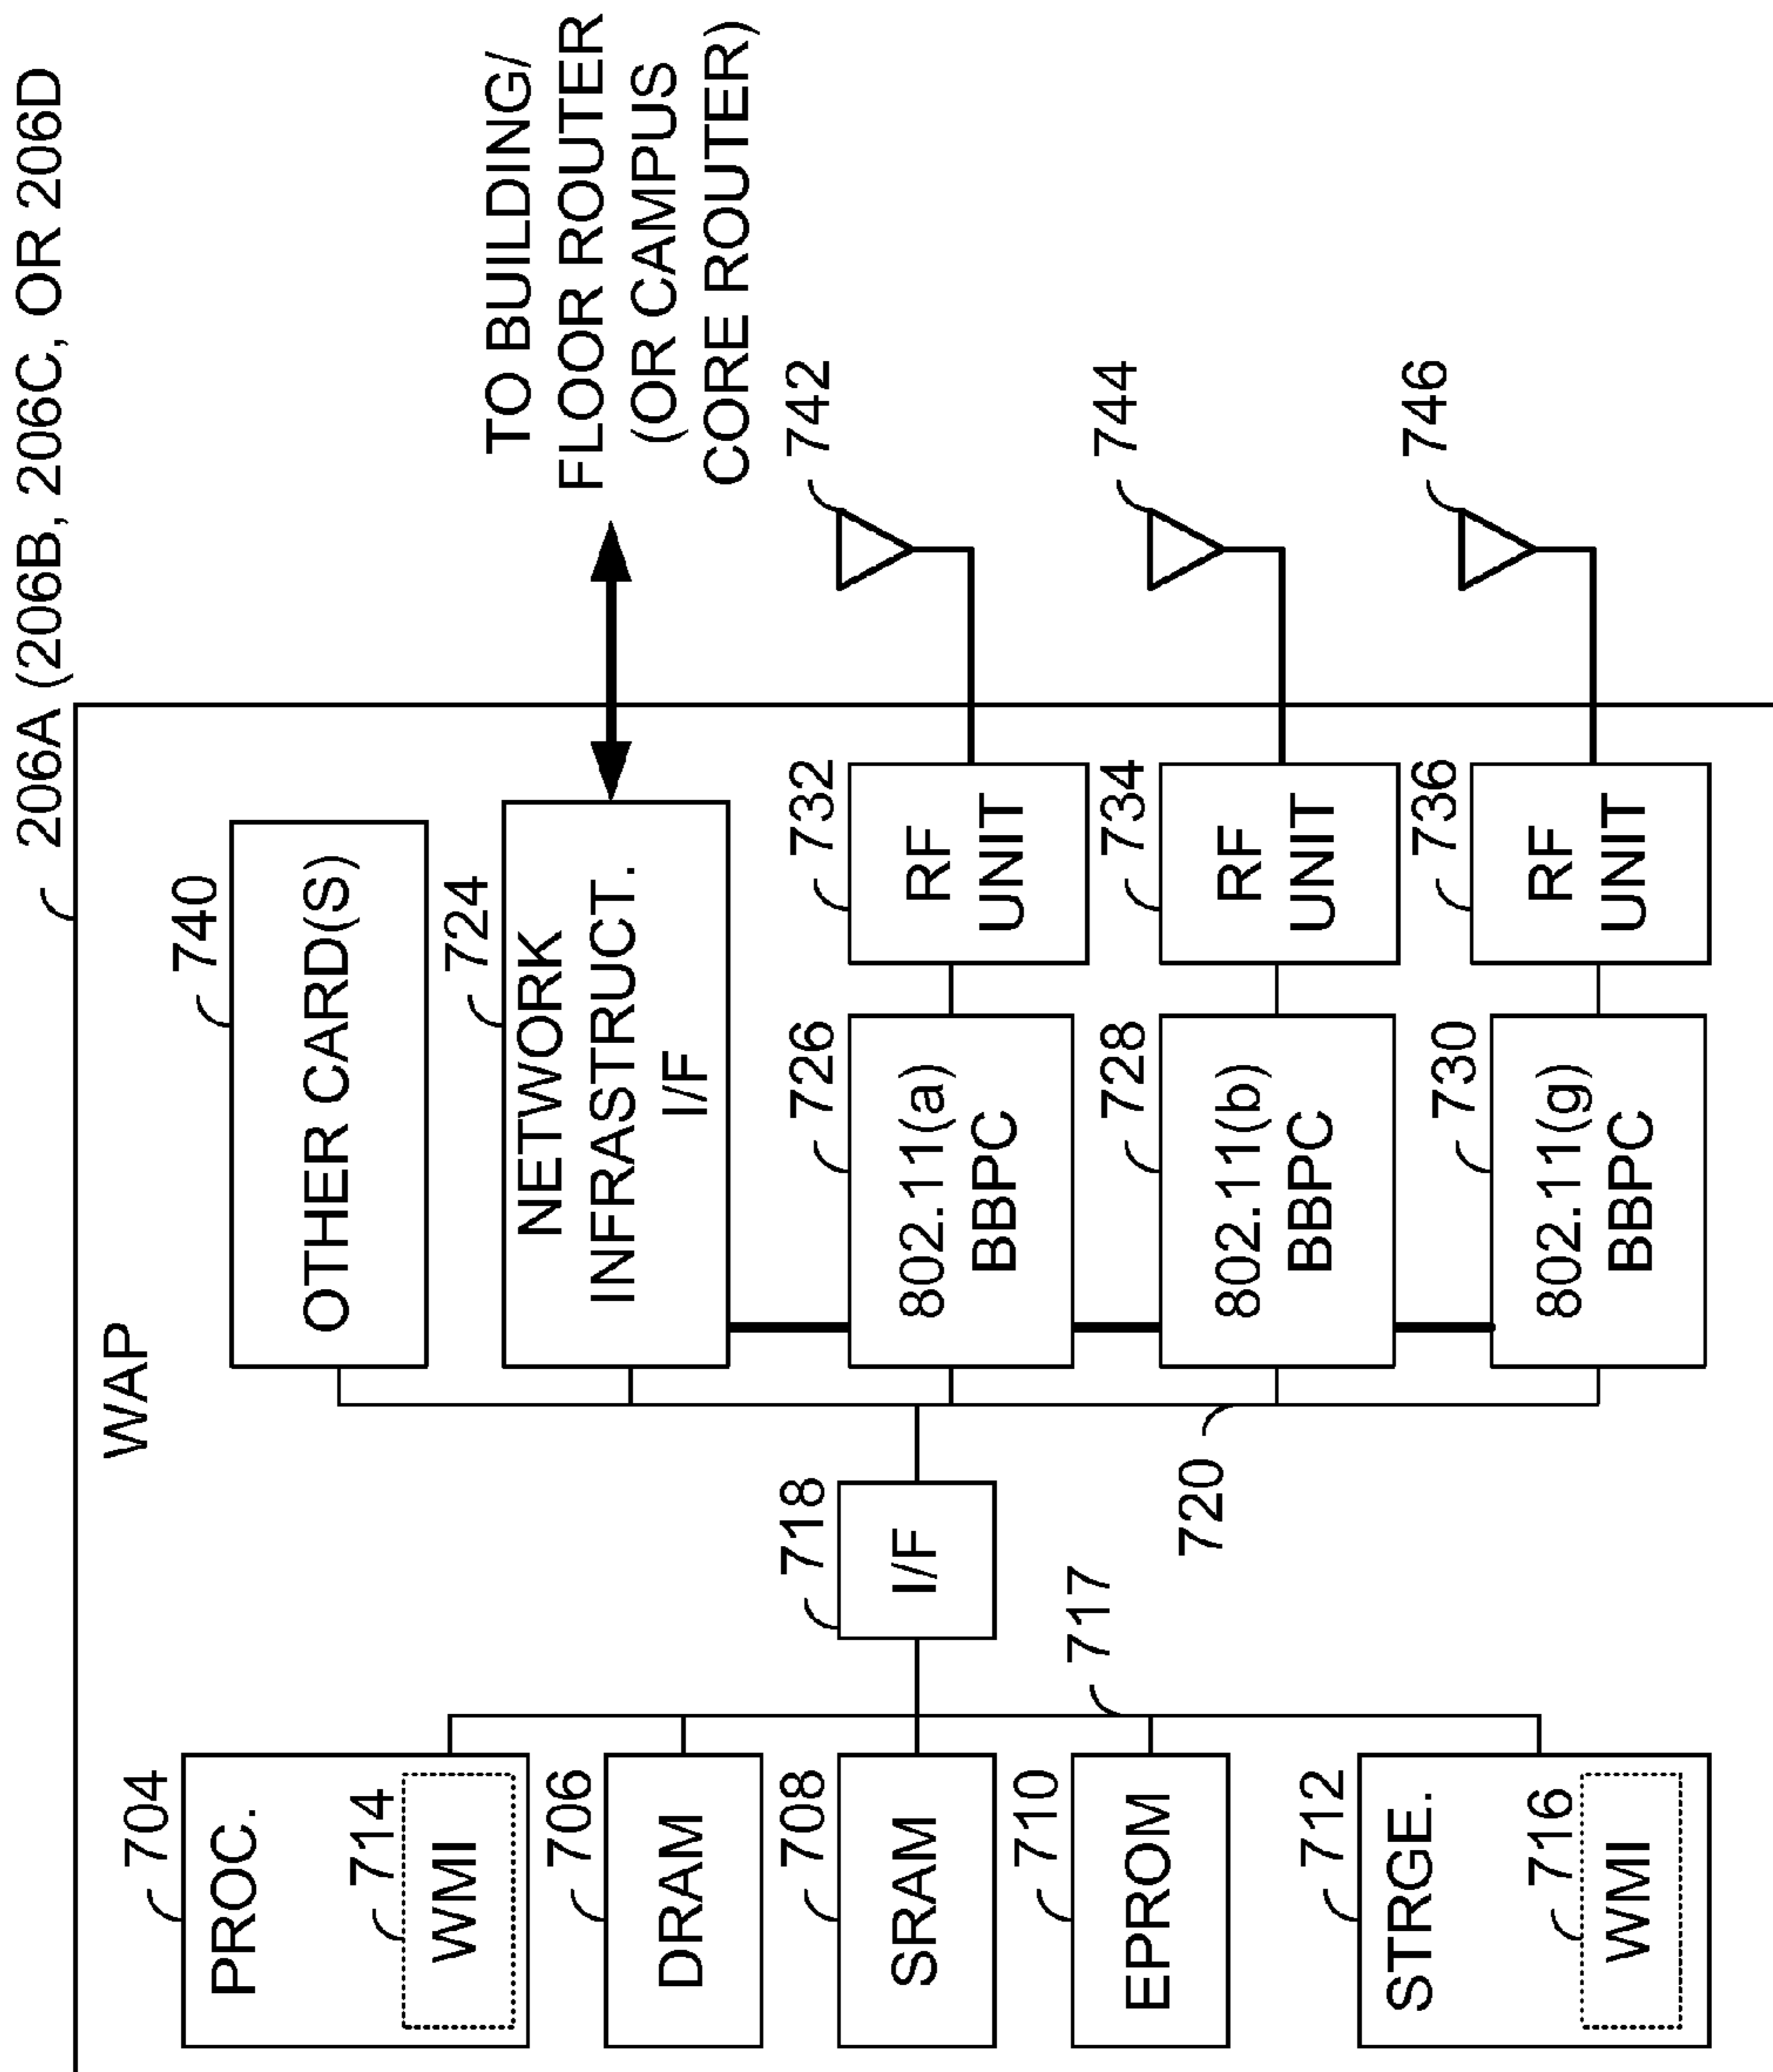 206A (206B, 206C, OR 206D
WAP
704
PROC.
714
WMI
706
DRAM
708
SRAM
710
EPROM
712
STRGE.
716
WMI
717
718
I/F
720
740
OTHER CARD(S)
724
NETWORK
INFRASTRUCT.
I/F
TO BUILDING/
FLOOR ROUTER
(OR CAMPUS
CORE ROUTER)
726
802.11(a)
BBPC
732
RF
UNIT
742
728
802.11(b)
BBPC
734
RF
UNIT
744
730
802.11(g)
BBPC
736
RF
UNIT
746